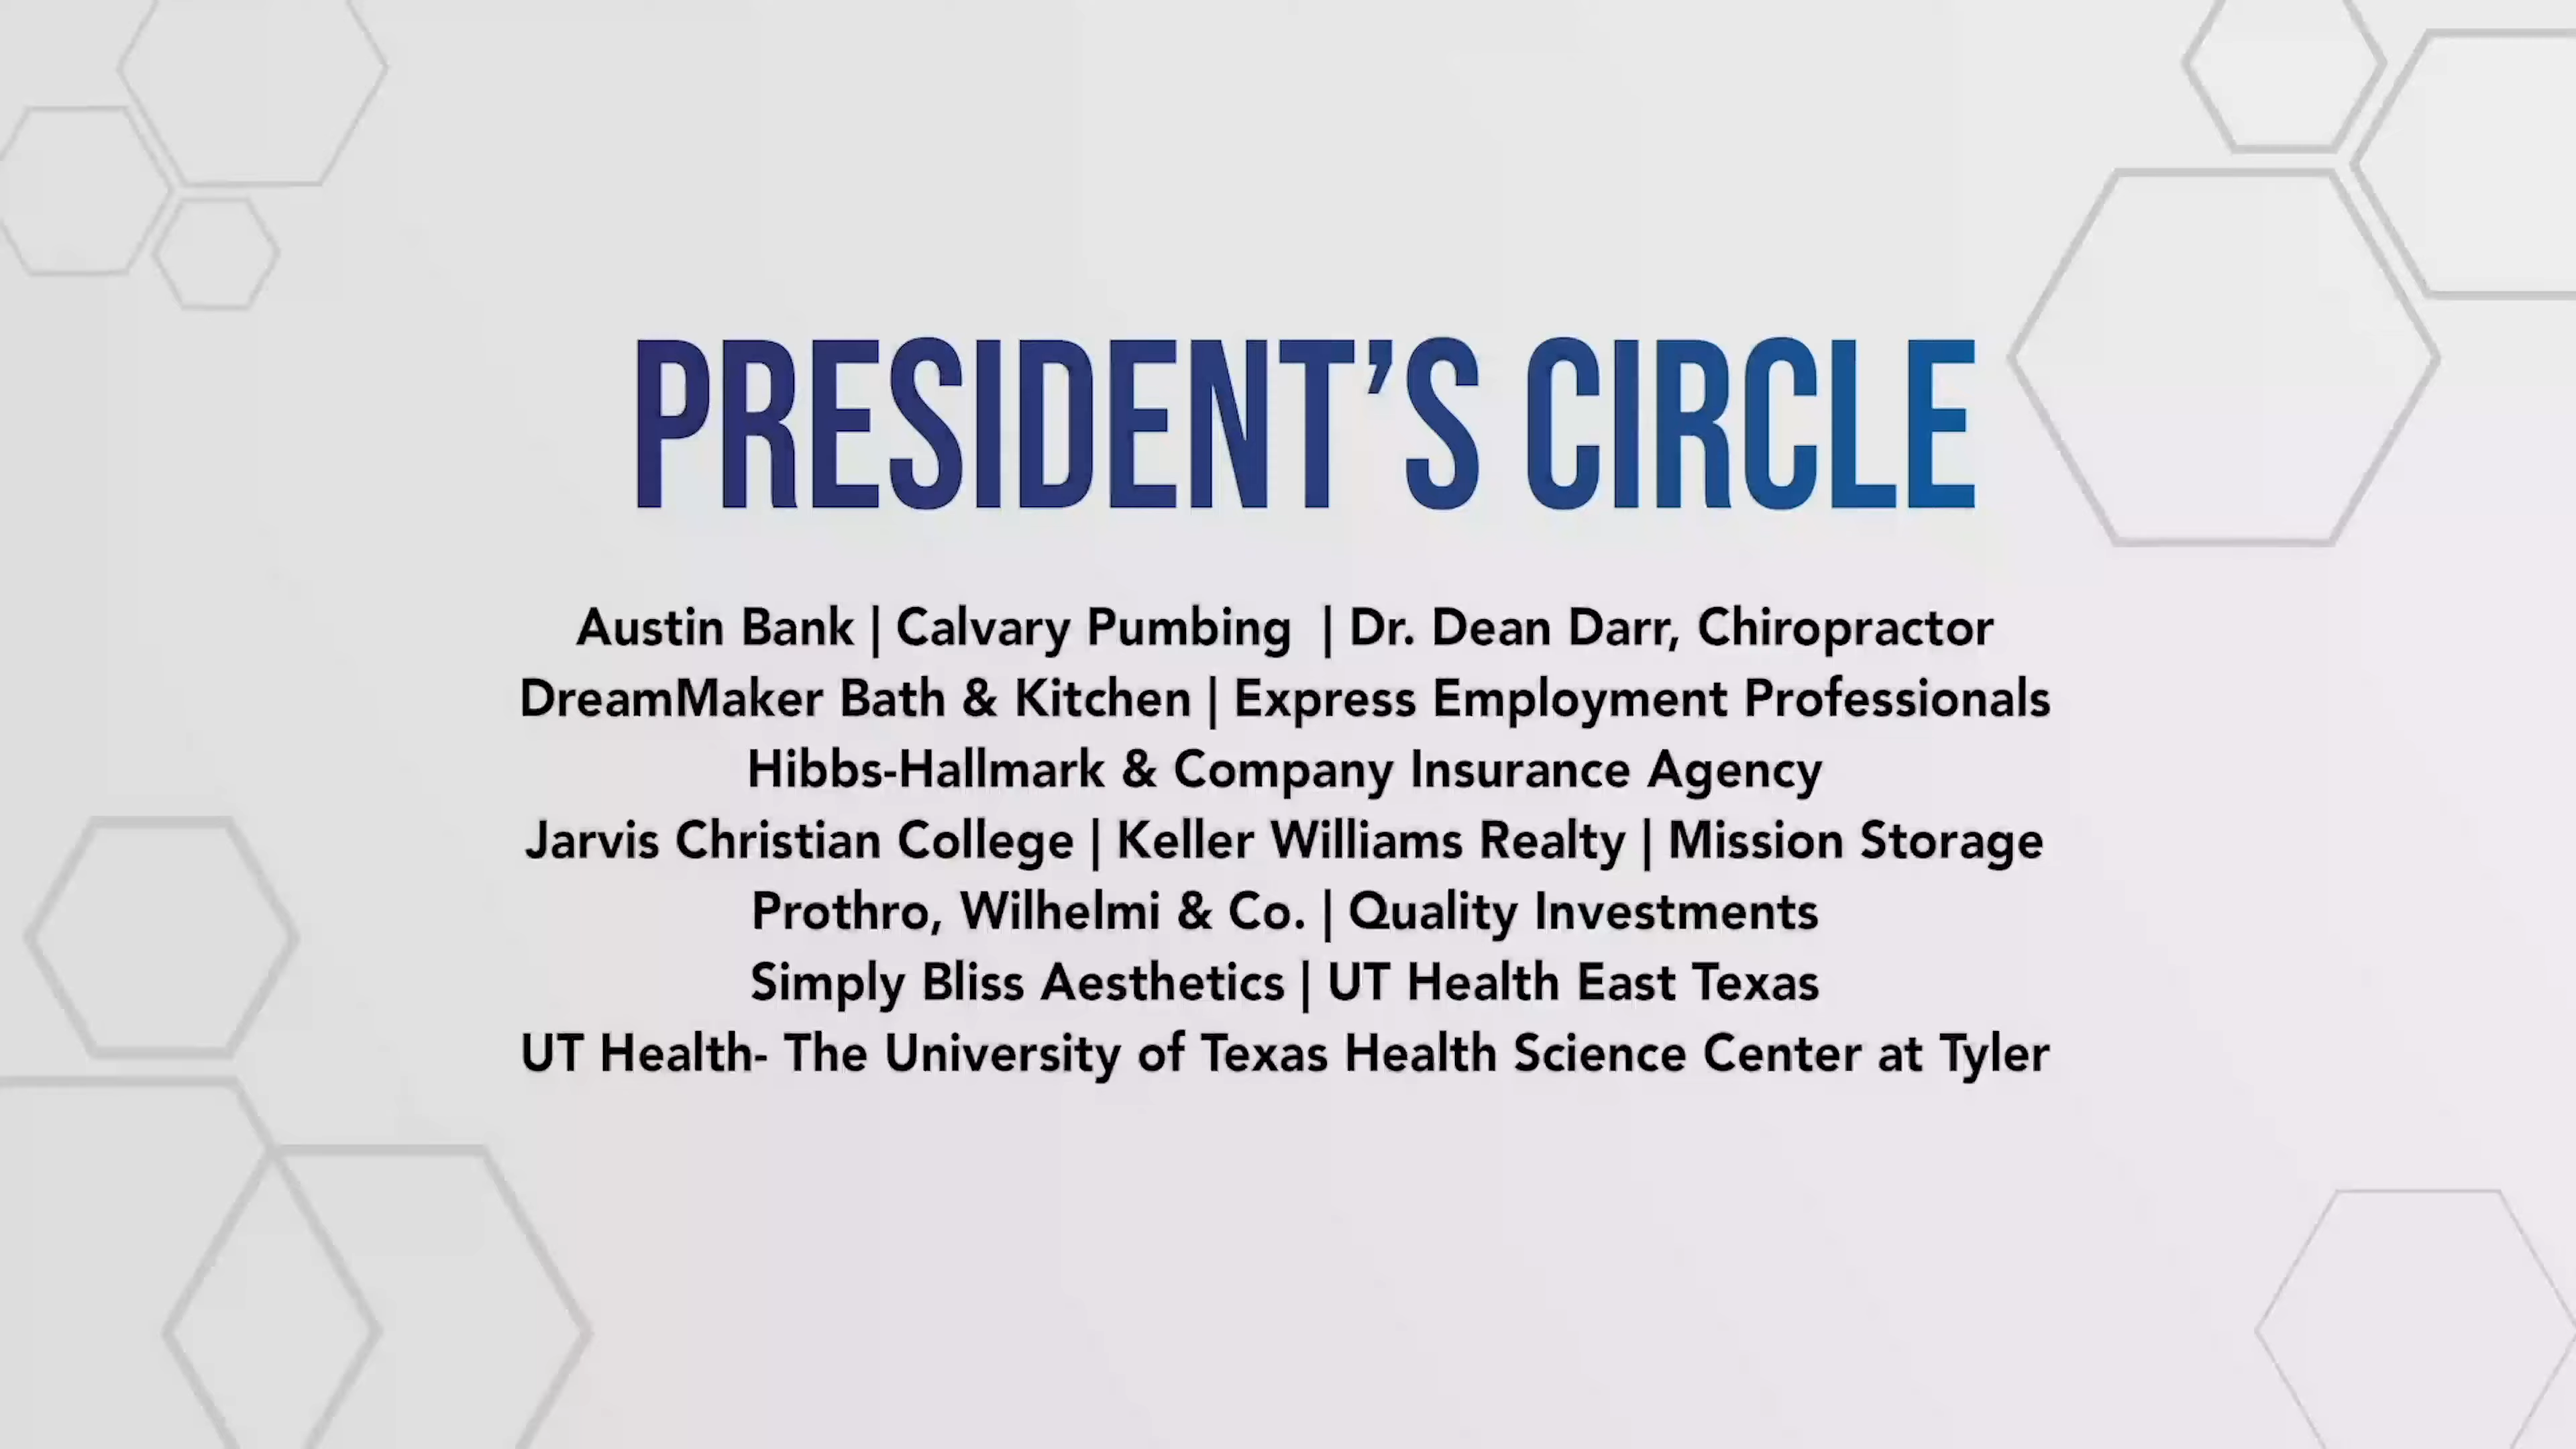 PRESIDENT’S CIRCLE
Austin Bank | Calvary Pumbing | Dr. Dean Darr, Chiropractor
DreamMaker Bath & Kitchen | Express Employment Professionals
Hibbs-Hallmark & Company Insurance Agency
Jarvis Christian College | Keller Williams Realty | Mission Storage
Prothro, Wilhelmi & Co. | Quality Investments
Simply Bliss Aesthetics | UT Health East Texas
UT Health- The University of Texas Health Science Center at Tyler